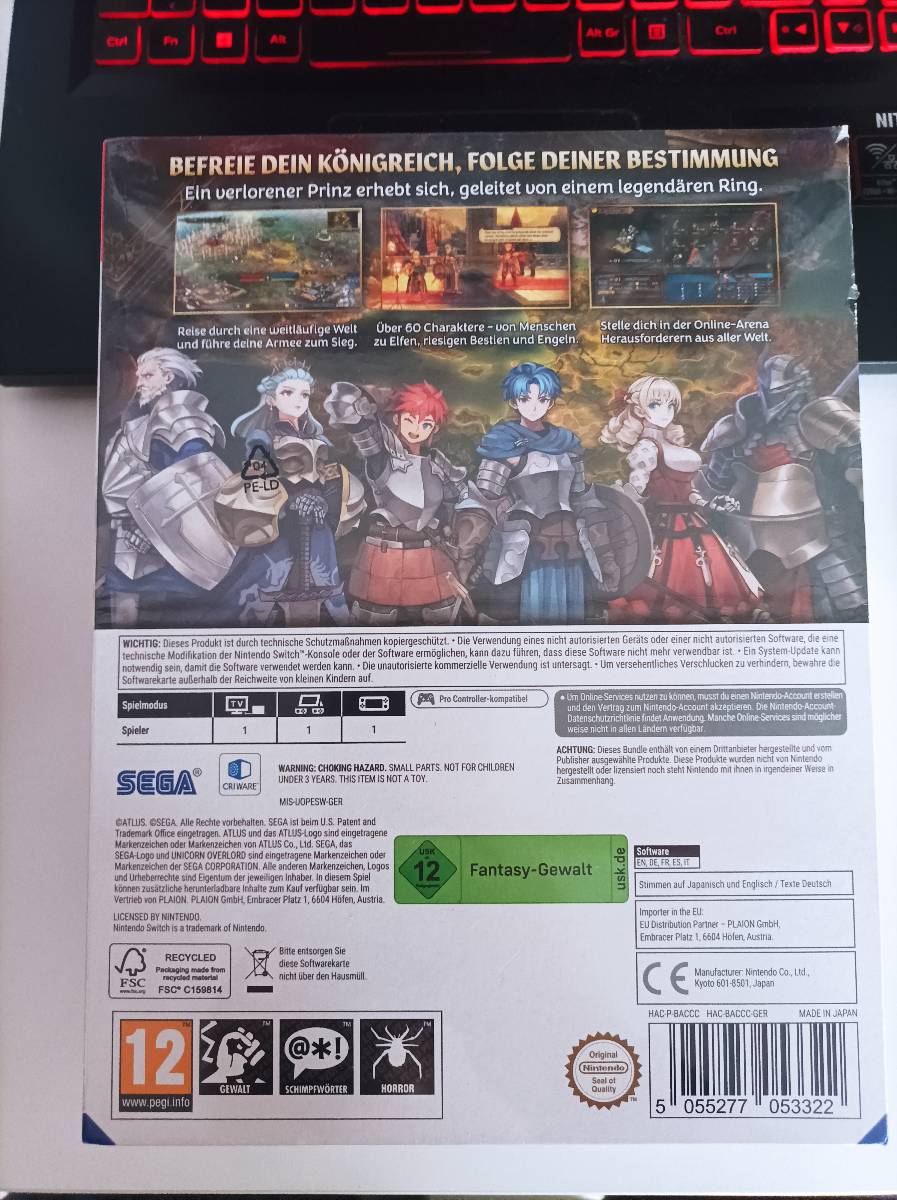 Ctrl
Fn
Alt
Alt Gr
Ctrl
NIT
BEFREIE DEIN KÖNIGREICH, FOLGE DEINER BESTIMMUNG
Ein verlorener Prinz erhebt sich, geleitet von einem legendären Ring.
Reise durch eine weitläufige Welt
und führe deine Armee zum Sieg.
Über 60 Charaktere – von Menschen
zu Elfen, riesigen Bestien und Engeln.
Stelle dich in der Online-Arena
Herausforderern aus aller Welt.
04
PE-LD
WICHTIG: Dieses Produkt ist durch technische Schutzmaßnahmen kopiergeschützt. • Die Verwendung eines nicht autorisierten Geräts oder einer nicht autorisierten Software, die eine
technische Modifikation der Nintendo Switch™-Konsole oder der Software ermöglichen, kann dazu führen, dass diese Software nicht mehr verwendbar ist. • Ein System-Update kann
notwendig sein, damit die Software verwendet werden kann. • Die unautorisierte kommerzielle Verwendung ist untersagt. • Um versehentliches Verschlucken zu verhindern, bewahre die
Softwarekarte außerhalb der Reichweite von kleinen Kindern auf.
Spielmodus
TV
Spieler 1 1 1
Pro Controller-kompatibel
• Um Online-Services nutzen zu können, musst du einen Nintendo-Account erstellen
und den Vertrag zum Nintendo-Account akzeptieren. Die Nintendo-Account-
Datenschutzrichtlinie findet Anwendung. Manche Online-Services sind möglicher
weise nicht in allen Ländern verfügbar.
SEGA®
CRIWARE™
WARNING: CHOKING HAZARD. SMALL PARTS. NOT FOR CHILDREN
UNDER 3 YEARS. THIS ITEM IS NOT A TOY.
MIS-UOPESW-GER
ACHTUNG: Dieses Bundle enthält von einem Drittanbieter hergestellte und vom
Publisher ausgewählte Produkte. Diese Produkte wurden nicht von Nintendo
hergestellt oder lizensiert noch steht Nintendo mit ihnen in irgendeiner Weise in
Zusammenhang.
©ATLUS. ©SEGA. Alle Rechte vorbehalten. SEGA ist beim U.S. Patent and
Trademark Office eingetragen. ATLUS und das ATLUS-Logo sind eingetragene
Markenzeichen oder Markenzeichen von ATLUS Co., Ltd. SEGA, das
SEGA-Logo und UNICORN OVERLORD sind eingetragene Markenzeichen oder
Markenzeichen der SEGA CORPORATION. Alle anderen Markenzeichen, Logos
und Urheberrechte sind Eigentum der jeweiligen Inhaber. In diesem Spiel
können zusätzliche herunterladbare Inhalte zum Kauf verfügbar sein. Im
Vertrieb von PLAION. PLAION GmbH, Embracer Platz 1, 6604 Höfen, Austria.
LICENSED BY NINTENDO.
Nintendo Switch is a trademark of Nintendo.
USK
ab
12
freigegeben
Fantasy-Gewalt
usk.de
Software
EN, DE, FR, ES, IT
Stimmen auf Japanisch und Englisch / Texte Deutsch
Importer in the EU:
EU Distribution Partner – PLAION GmbH,
Embracer Platz 1, 6604 Höfen, Austria.
CE
Manufacturer: Nintendo Co., Ltd.,
Kyoto 601-8501, Japan
FSC
www.fsc.org
RECYCLED
Packaging made from
recycled material
FSC® C159814
Bitte entsorgen Sie
diese Softwarekarte
nicht über den Hausmüll.
HAC-P-BACCC HAC-BACCC-GER MADE IN JAPAN
12
www.pegi.info
GEWALT
@*!
SCHIMPFWÖRTER
HORROR
Original
Nintendo
Seal of
Quality
5 055277 053322